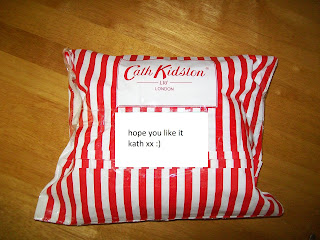 Cath Kidston
LTD
LONDON
hope you like it
kath xx :)